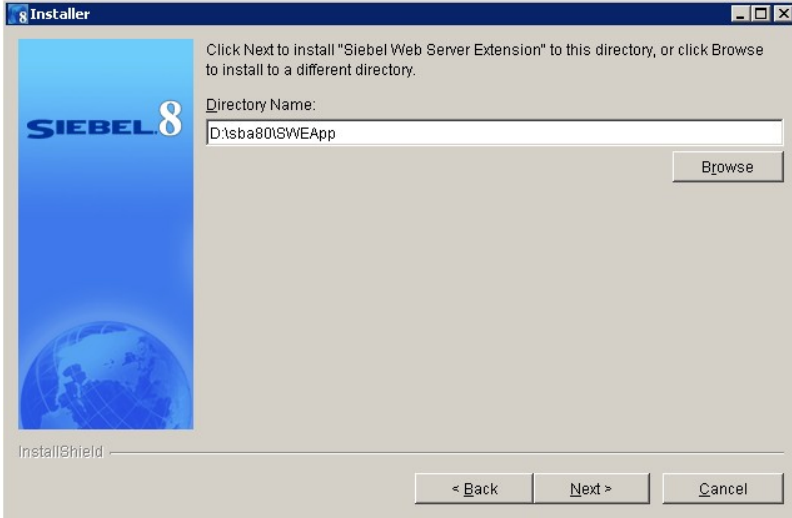 8 Installer
Click Next to install "Siebel Web Server Extension" to this directory, or click Browse
to install to a different directory.
SIEBEL.8
Directory Name:
D:\sba80\SWEApp
Browse
InstallShield
< Back
Next >
Cancel